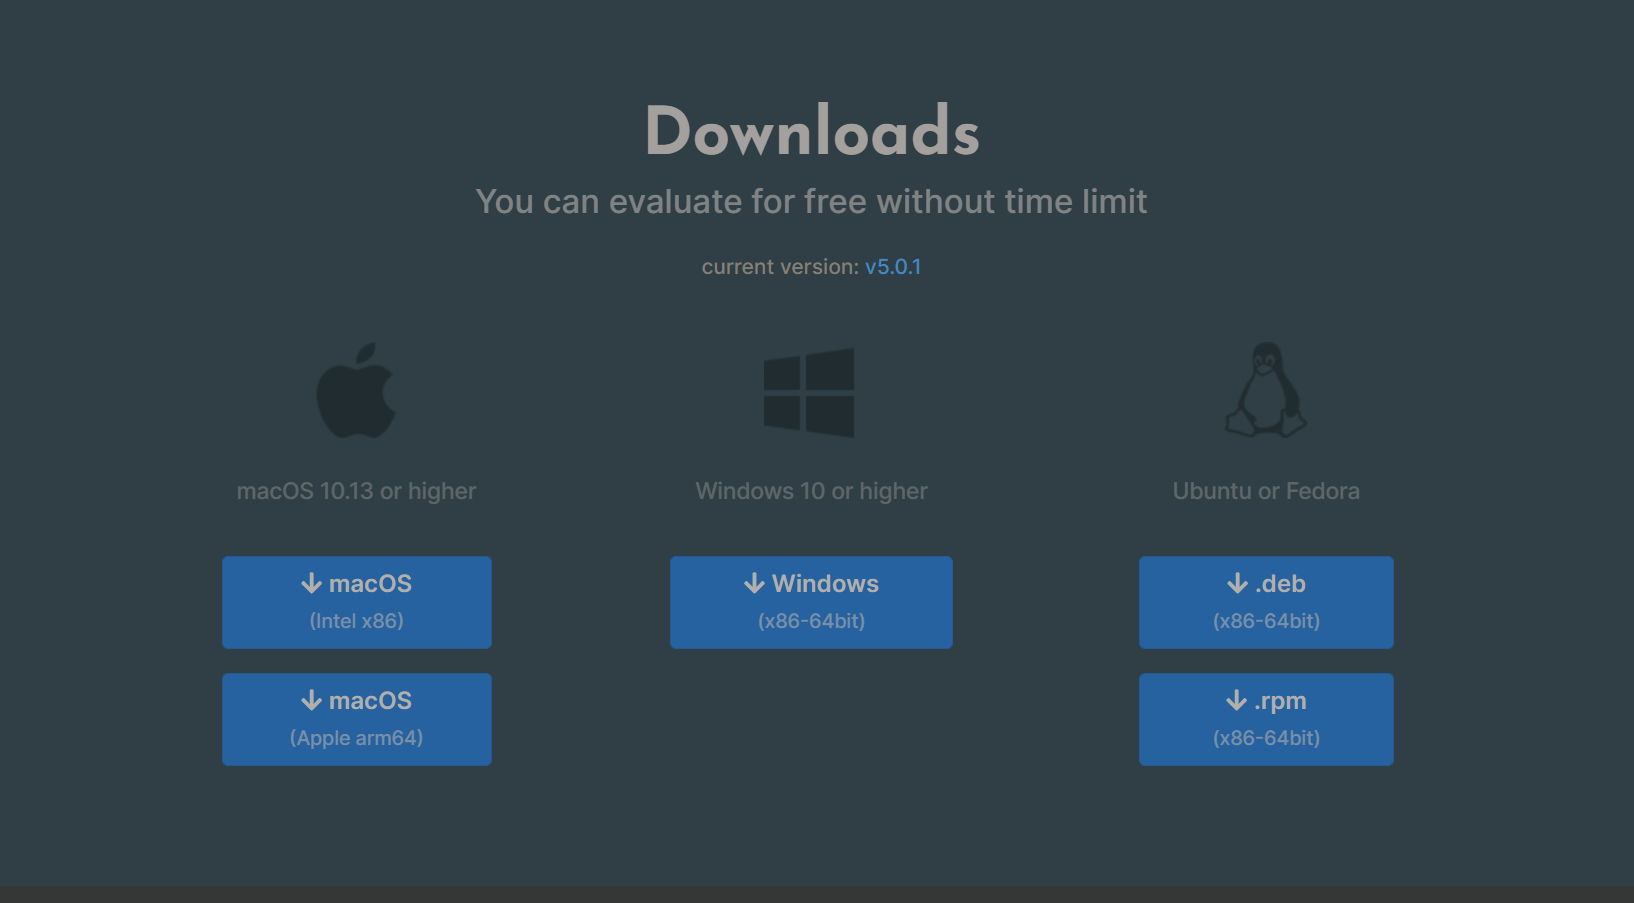 Downloads
You can evaluate for free without time limit
current version: v5.0.1
macOS 10.13 or higher
macOS
(Intel x86)
macOS
(Apple arm64)
Windows 10 or higher
Windows
(x86-64bit)
Ubuntu or Fedora
.deb
(x86-64bit)
.rpm
(x86-64bit)